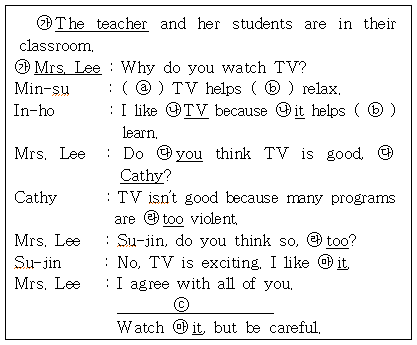 ㉮The teacher and her students are in their
classroom.
㉮Mrs. Lee : Why do you watch TV?
Min-su : ( ⓐ ) TV helps ( ⓑ ) relax.
In-ho : I like ㉯TV because ㉯it helps ( ⓑ )
learn.
Mrs. Lee : Do ㉰you think TV is good, ㉰
Cathy?
Cathy : TV isn't good because many programs
are ㉱too violent.
Mrs. Lee : Su-jin, do you think so, ㉱too?
Su-jin : No, TV is exciting. I like ㉲it.
Mrs. Lee : I agree with all of you.
ⓒ
Watch ㉲it, but be careful.